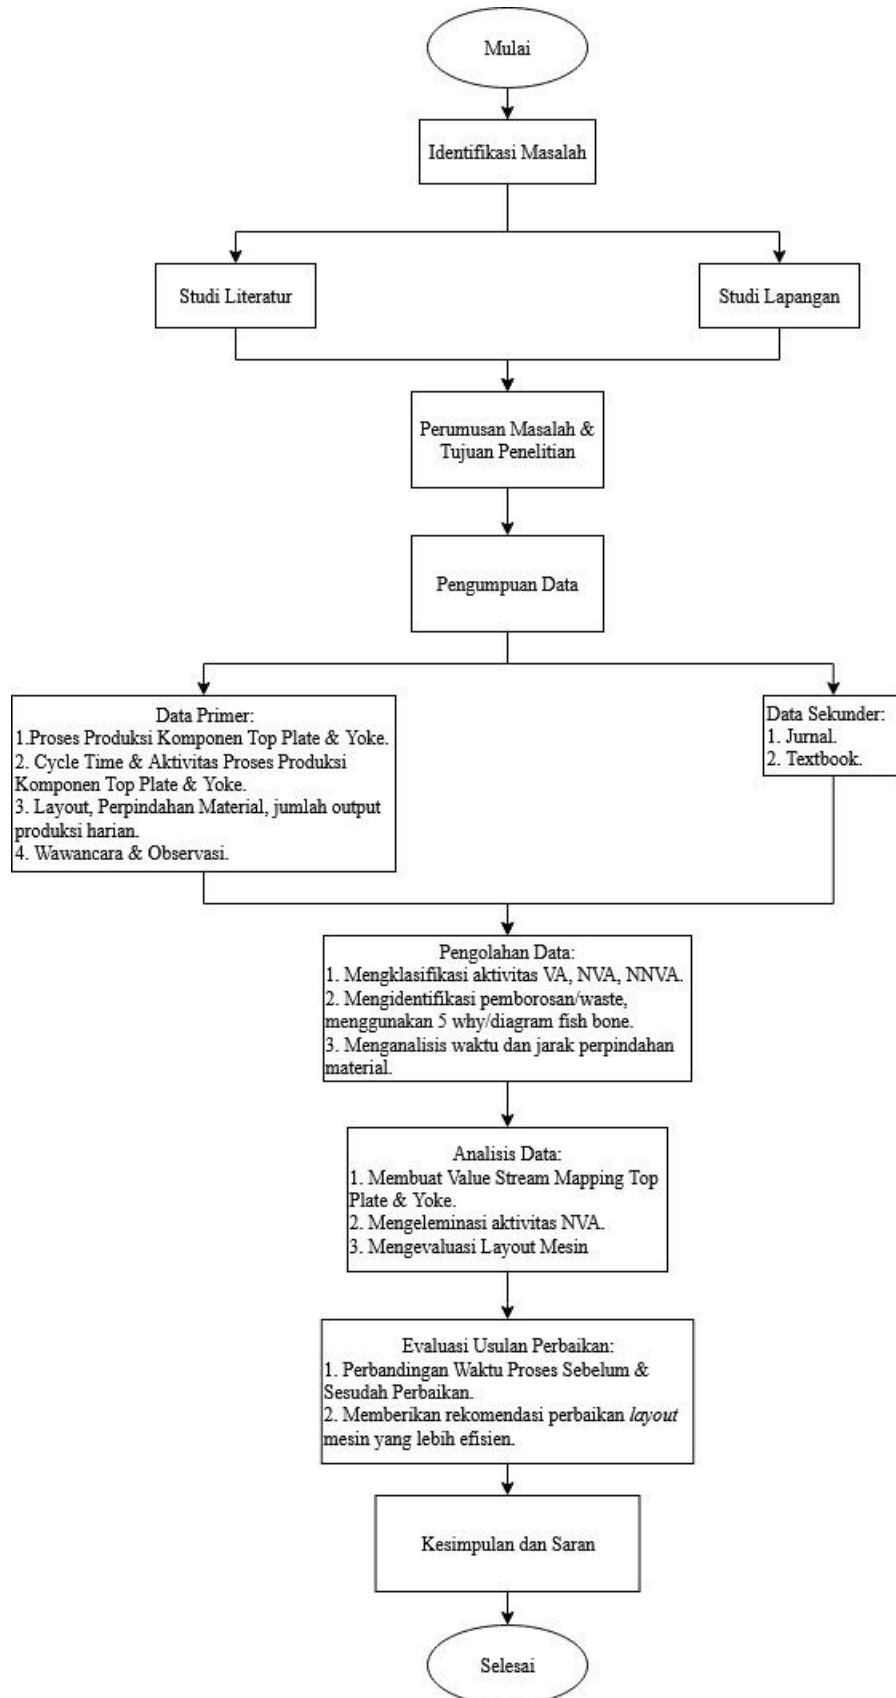 Mulai
Identifikasi Masalah
Studi Literatur
Studi Lapangan
Perumusan Masalah &
Tujuan Penelitian
Pengumpuan Data
Data Primer:
1.Proses Produksi Komponen Top Plate & Yoke.
2. Cycle Time & Aktivitas Proses Produksi
Komponen Top Plate & Yoke.
3. Layout, Perpindahan Material, jumlah output
produksi harian.
4. Wawancara & Observasi.
Data Sekunder:
1. Jurnal.
2. Textbook.
Pengolahan Data:
1. Mengklasifikasi aktivitas VA, NVA, NNVA.
2. Mengidentifikasi pemborosan/waste,
menggunakan 5 why/diagram fish bone.
3. Menganalisis waktu dan jarak perpindahan
material.
Analisis Data:
1. Membuat Value Stream Mapping Top
Plate & Yoke.
2. Mengeleminasi aktivitas NVA.
3. Mengevaluasi Layout Mesin
Evaluasi Usulan Perbaikan:
1. Perbandingan Waktu Proses Sebelum &
Sesudah Perbaikan.
2. Memberikan rekomendasi perbaikan layout
mesin yang lebih efisien.
Kesimpulan dan Saran
Selesai